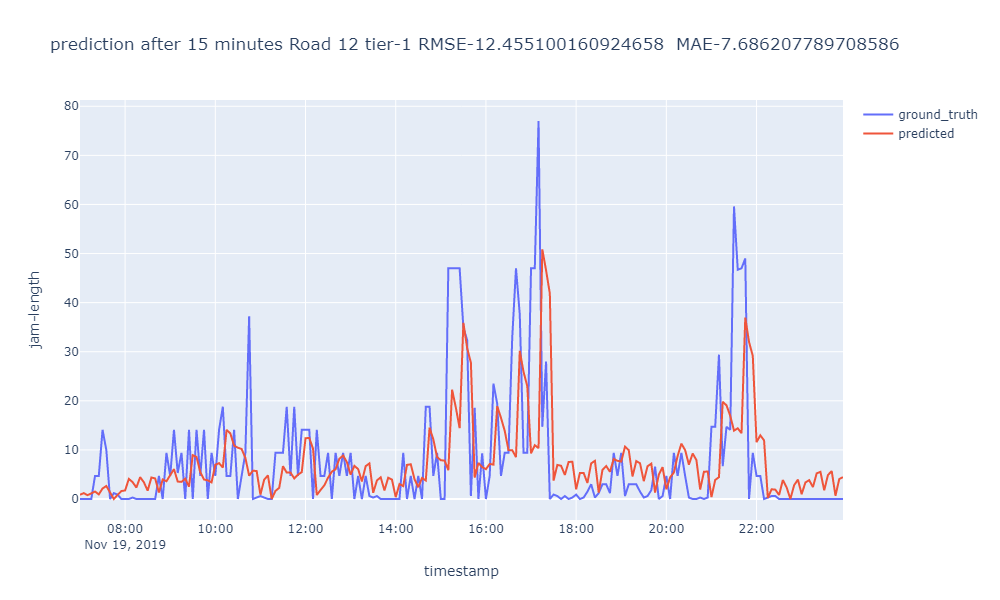 prediction after 15 minutes Road 12 tier-1 RMSE-12.455100160924658 MAE-7.686207789708586
ground_truth
predicted
80
70
60
50
40
30
20
10
0
jam-length
08:00 10:00 12:00 14:00 16:00 18:00 20:00 22:00
Nov 19, 2019
timestamp